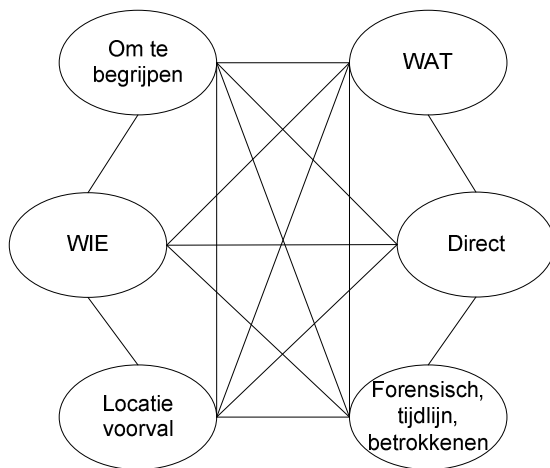 Om te
begrijpen
WAT
WIE
Direct
Locatie
voorval
Forensisch,
tijdlijn,
betrokkenen